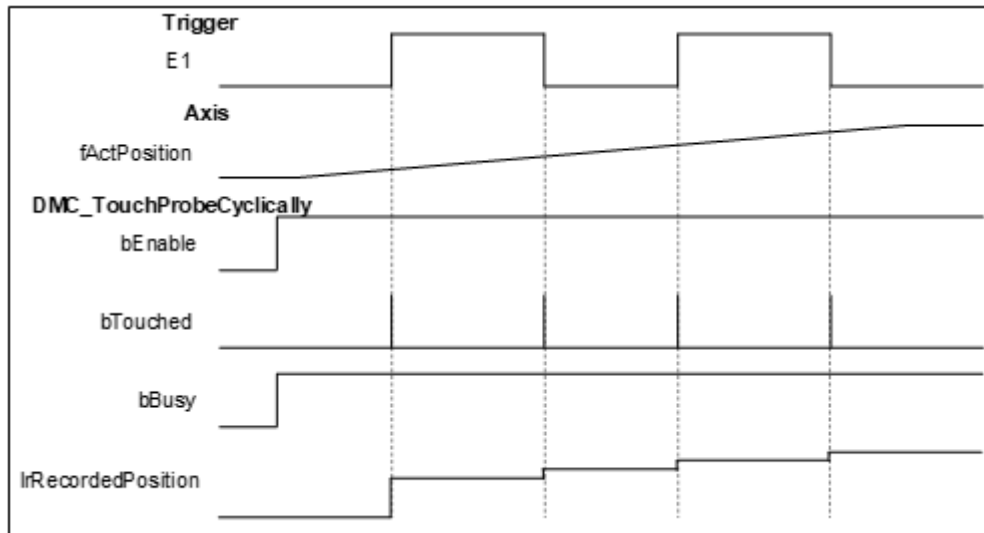 Trigger
E1
Axis
fActPosition
DMC_TouchProbeCyclically
bEnable
bTouched
bBusy
lrRecordedPosition